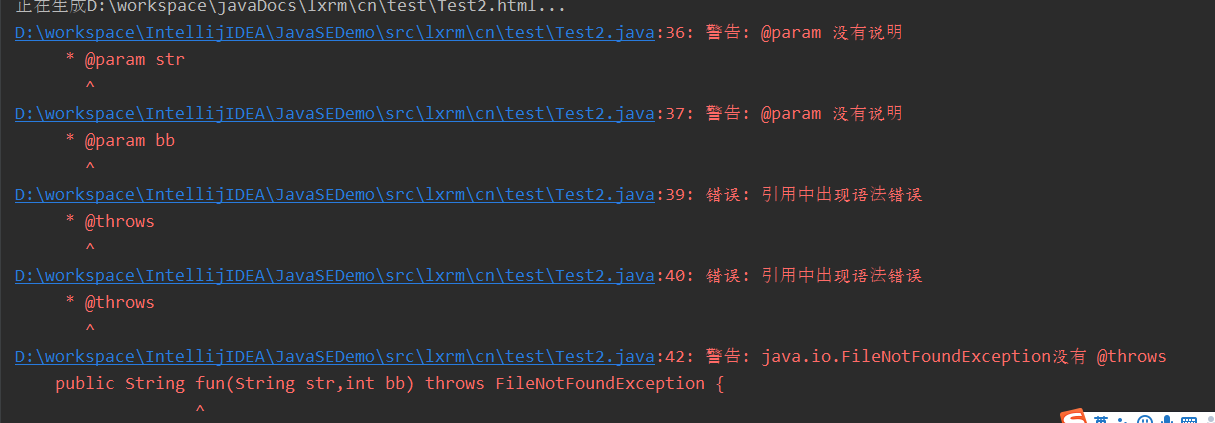 正在生成D:\workspace\javaDocs\lxrm\cn\test\Test2.html...
D:\workspace\IntellijIDEA\JavaSEDemo\src\lxrm\cn\test\Test2.java:36: 警告: @param 没有说明
* @param str
^
D:\workspace\IntellijIDEA\JavaSEDemo\src\lxrm\cn\test\Test2.java:37: 警告: @param 没有说明
* @param bb
^
D:\workspace\IntellijIDEA\JavaSEDemo\src\lxrm\cn\test\Test2.java:39: 错误: 引用中出现语法错误
* @throws
^
D:\workspace\IntellijIDEA\JavaSEDemo\src\lxrm\cn\test\Test2.java:40: 错误: 引用中出现语法错误
* @throws
^
D:\workspace\IntellijIDEA\JavaSEDemo\src\lxrm\cn\test\Test2.java:42: 警告: java.io.FileNotFoundException没有 @throws
public String fun(String str,int bb) throws FileNotFoundException {
^
英